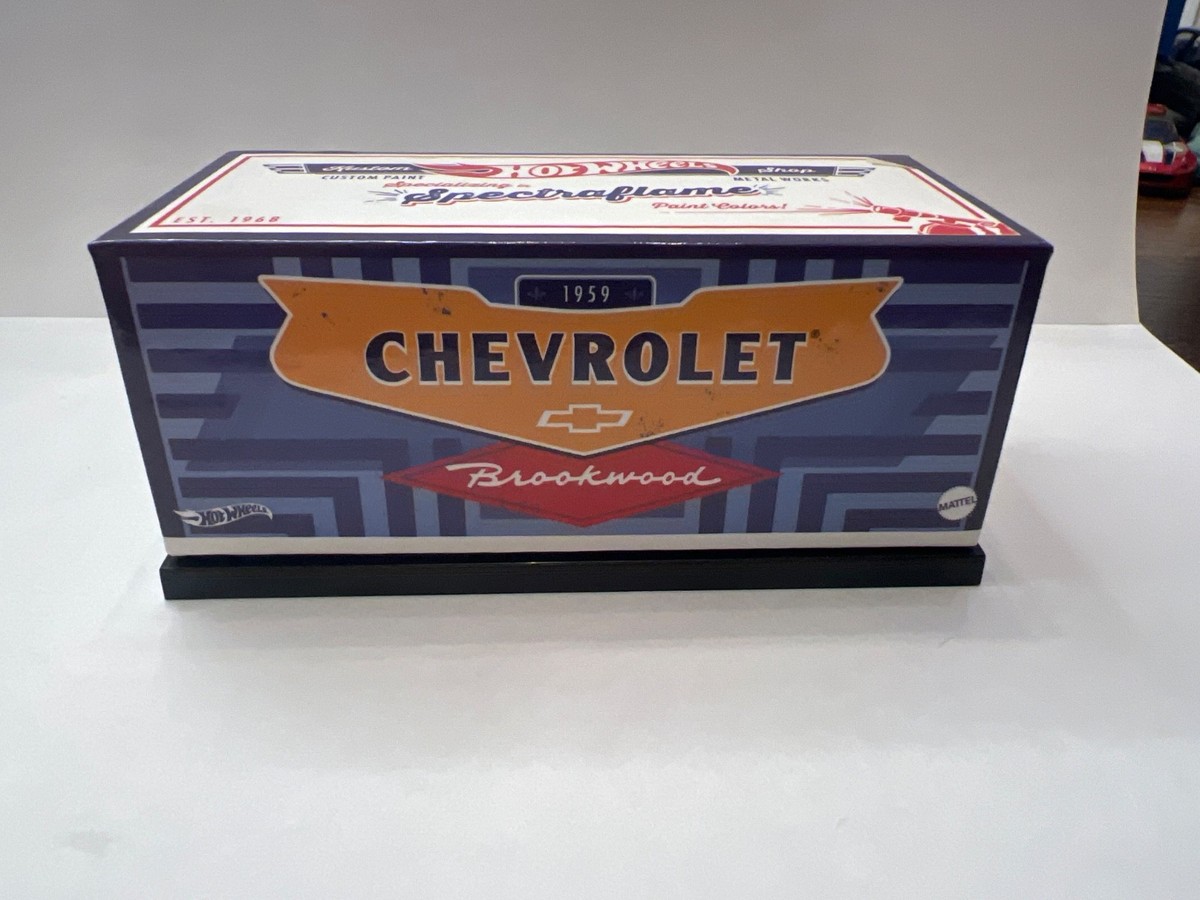 Kustom HOT WHEELS Shop
CUSTOM PAINT METAL WORKS
Specializing in
Spectraflame
Paint Colors!
EST. 1968
1959
CHEVROLET®
Brookwood
HOT WHEELS
MATTEL